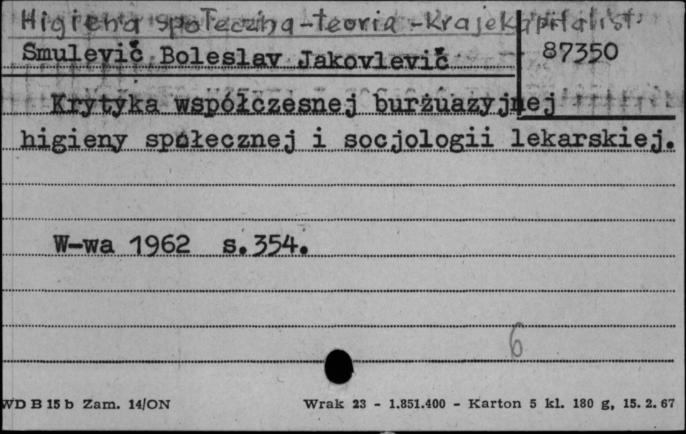 Higiena społeczna - teoria - kraje kapitalist.
Smulevič Boleslav Jakovlevič 87350
Krytyka współczesnej burżuazyjnej
higieny społecznej i socjologii lekarskiej.
W-wa 1962 s.354.
6
WD B 15 b Zam. 14/ON Wrak 23 - 1.851.400 - Karton 5 kl. 180 g, 15. 2. 67